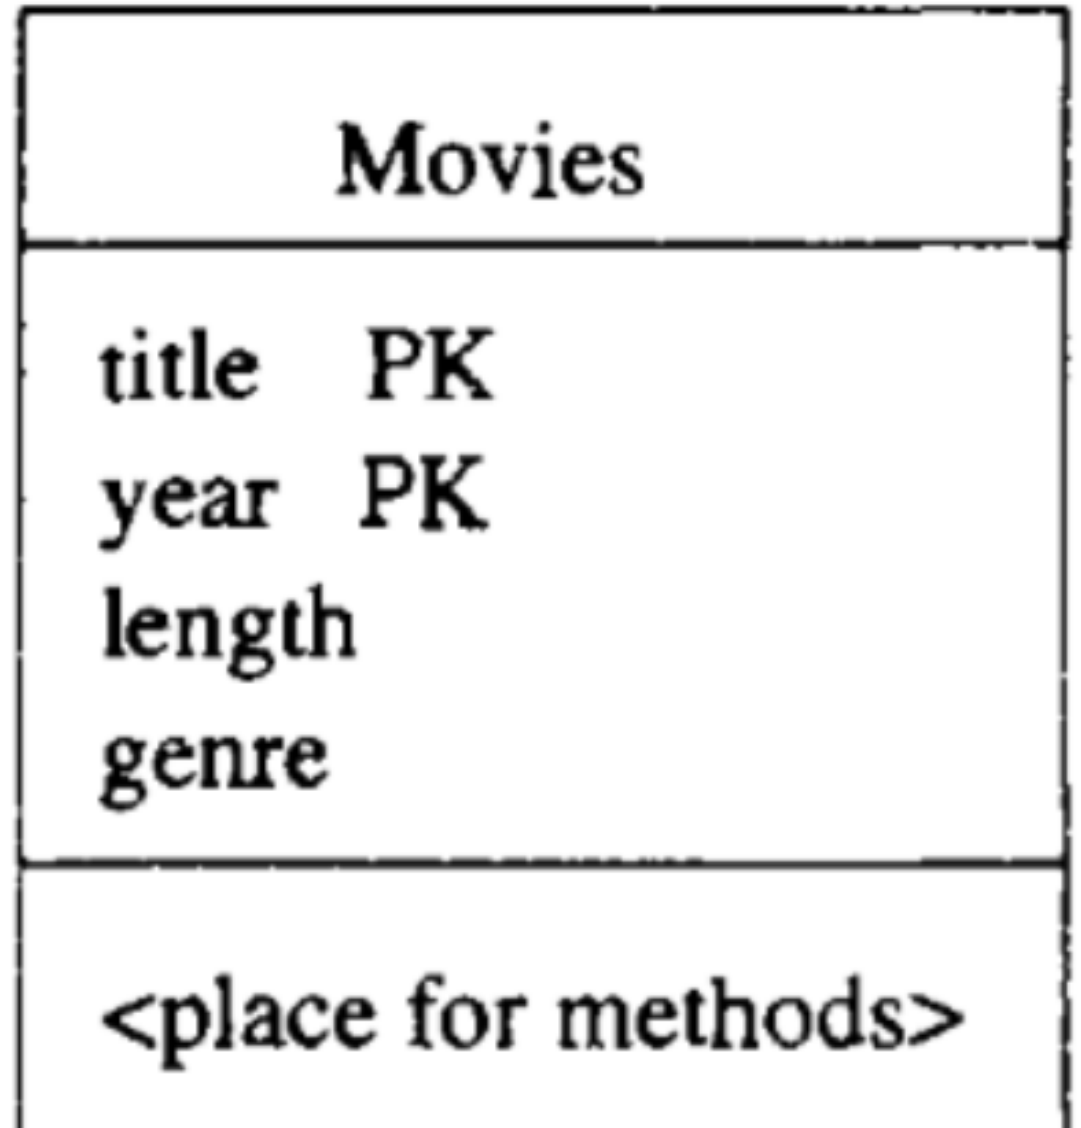 Movies
title PK
year PK
length
genre
<place for methods>